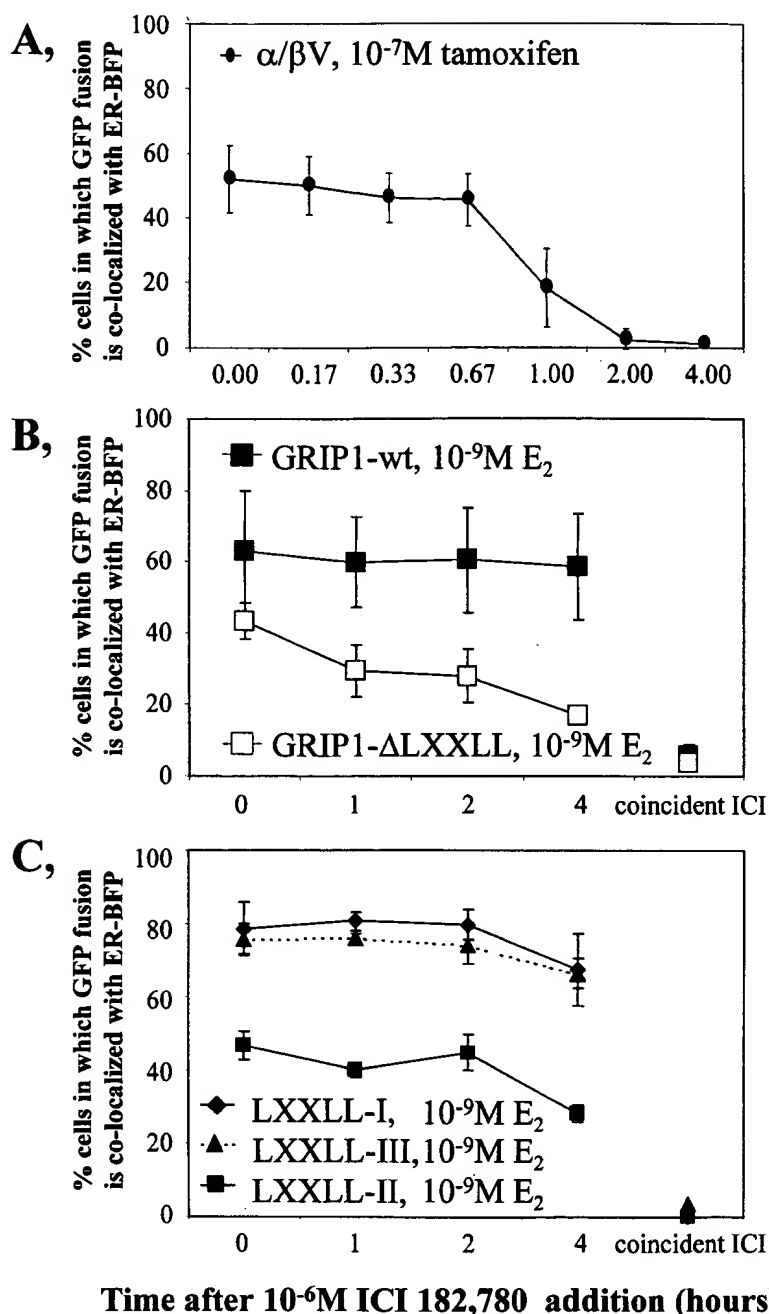 A,
% cells in which GFP fusion
is co-localized with ER-BFP
100
80
60
40
20
0
α/βV, 10⁻⁷M tamoxifen
0.00 0.17 0.33 0.67 1.00 2.00 4.00
B,
% cells in which GFP fusion
is co-localized with ER-BFP
100
80
60
40
20
0
GRIP1-wt, 10⁻⁹M E₂
GRIP1-ΔLXXLL, 10⁻⁹M E₂
0 1 2 4 coincident ICI
C,
% cells in which GFP fusion
is co-localized with ER-BFP
100
80
60
40
20
0
LXXLL-I, 10⁻⁹M E₂
LXXLL-III, 10⁻⁹M E₂
LXXLL-II, 10⁻⁹M E₂
0 1 2 4 coincident ICI
Time after 10⁻⁶M ICI 182,780 addition (hours